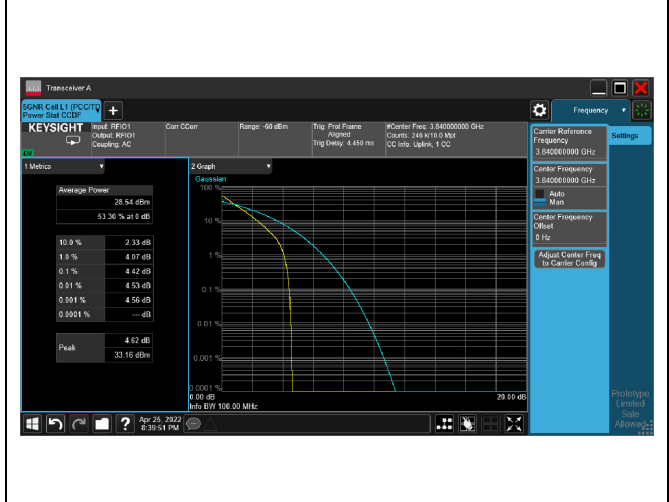 Transceiver A
5GNR Cell L1 (PCC/TD
Power Stat CCDF
KEYSIGHT
Input: RFIO1
Output: RFIO1
Coupling: AC
Corr CCorr
Range: -60 dBm
Trig: Prot Frame
Aligned
Trig Delay: 4.450 ms
#Center Freq: 3.840000000 GHz
Counts: 246 k/10.0 Mpt
CC Info: Uplink, 1 CC
Frequency
Carrier Reference
Frequency
3.840000000 GHz
Settings
Center Frequency
3.840000000 GHz
Auto
Man
Center Frequency
Offset
0 Hz
Adjust Center Freq
to Carrier Config
1 Metrics
Average Power
28.54 dBm
53.30 % at 0 dB
10.0 % 2.33 dB
1.0 % 4.07 dB
0.1 % 4.42 dB
0.01 % 4.53 dB
0.001 % 4.56 dB
0.0001 % --- dB
Peak
4.62 dB
33.16 dBm
2 Graph
Gaussian
100 %
10 %
1 %
0.1 %
0.01 %
0.001 %
0.0001 %
0.00 dB 20.00 dB
Info BW 100.00 MHz
Prototype
Limited
Sale
Allowed
? Apr 25, 2022
8:39:51 PM